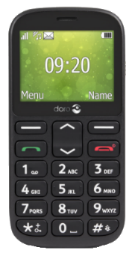 09:20
Menu Name
doro
1 2 ABC 3 DEF
4 GHI 5 JKL 6 MNO
7 PQRS 8 TUV 9 WXYZ
* 0 #